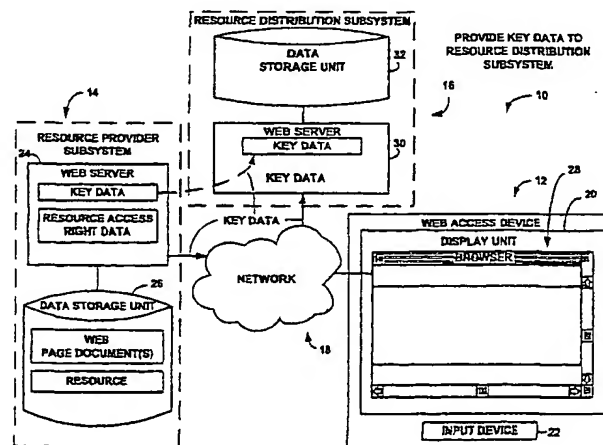 RESOURCE DISTRIBUTION SUBSYSTEM
DATA
STORAGE UNIT
32
PROVIDE KEY DATA TO
RESOURCE DISTRIBUTION
SUBSYSTEM
16
10
14
RESOURCE PROVIDER
SUBSYSTEM
24
WEB SERVER
KEY DATA
RESOURCE ACCESS
RIGHT DATA
WEB SERVER
KEY DATA
30
KEY DATA
12
28
WEB ACCESS DEVICE
20
DISPLAY UNIT
BROWSER
KEY DATA
NETWORK
18
26
DATA STORAGE UNIT
WEB
PAGE DOCUMENT(S)
RESOURCE
INPUT DEVICE
22